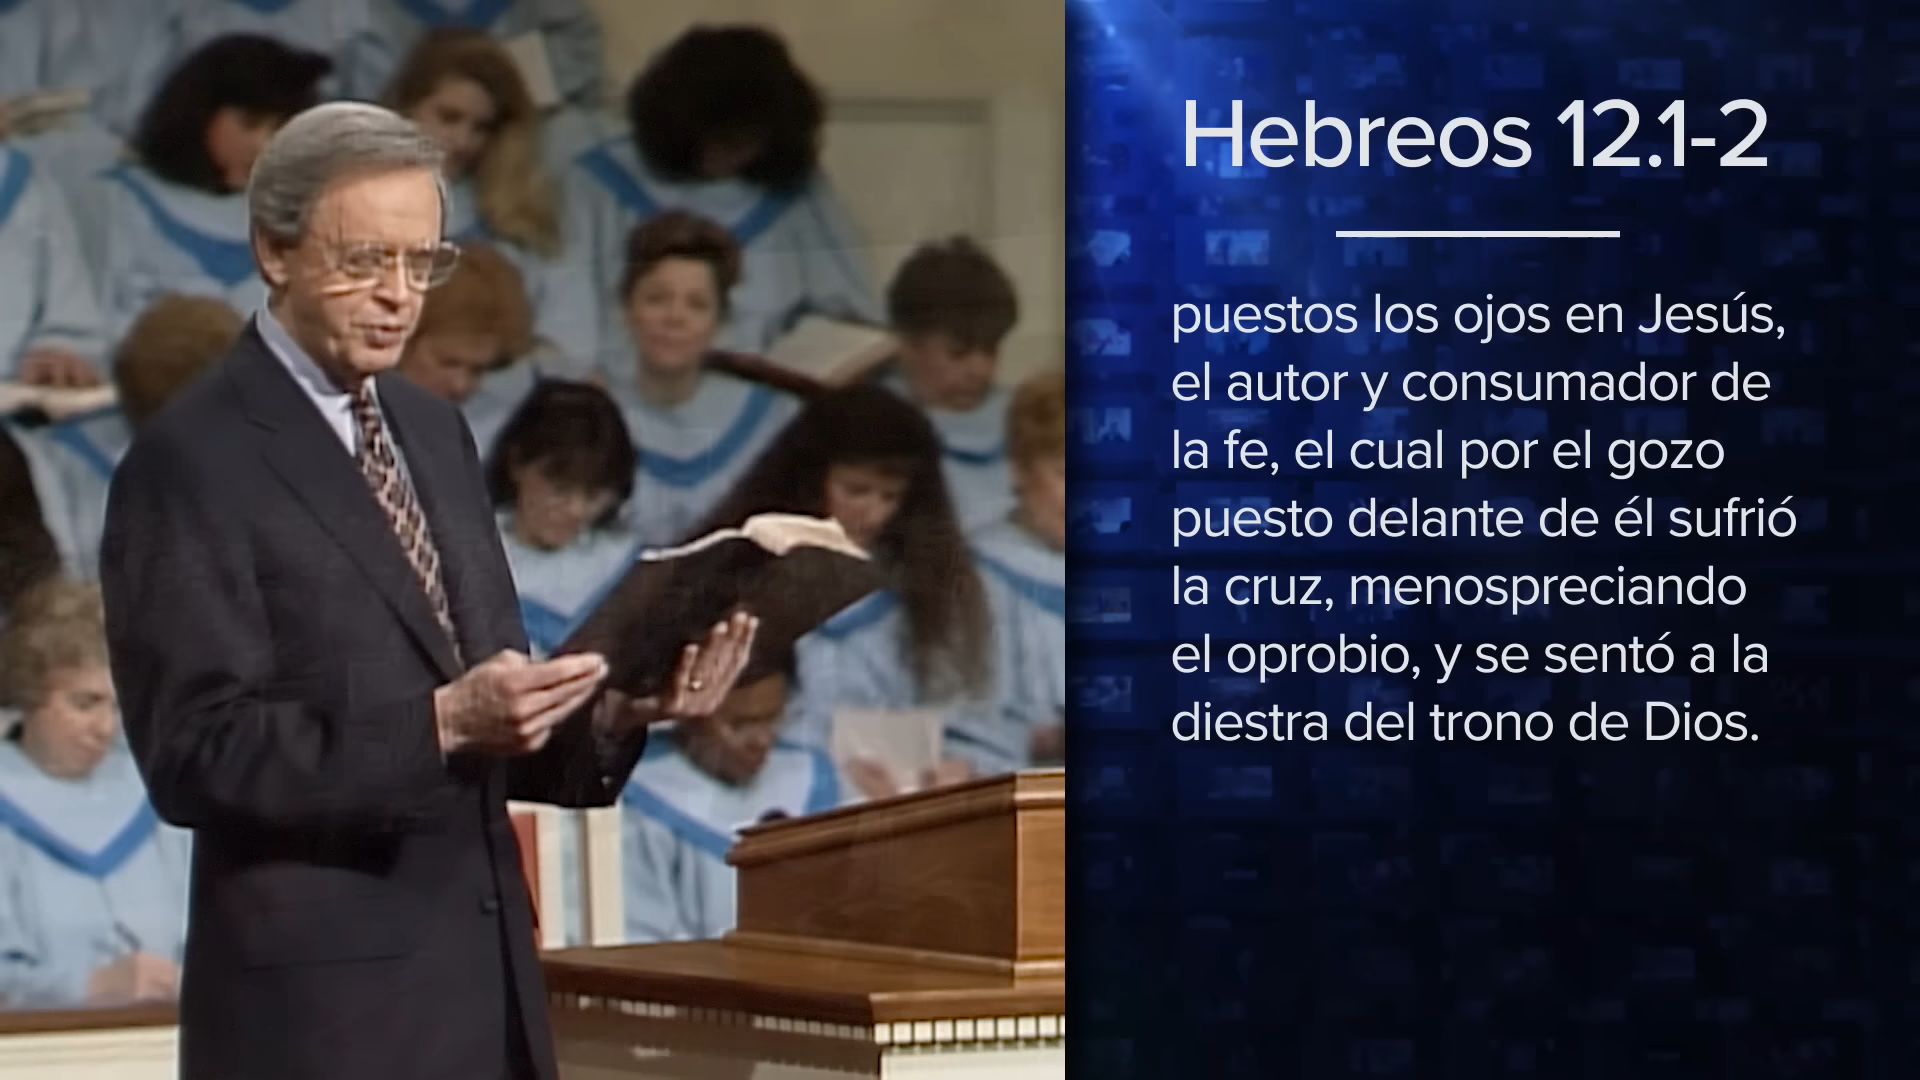 Hebreos 12.1-2
puestos los ojos en Jesús,
el autor y consumador de
la fe, el cual por el gozo
puesto delante de él sufrió
la cruz, menospreciando
el oprobio, y se sentó a la
diestra del trono de Dios.